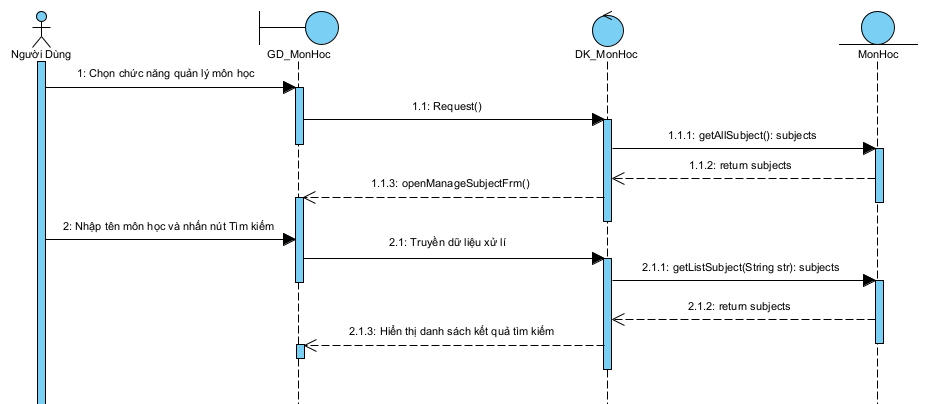 Người Dùng
GD_MonHoc
DK_MonHoc
MonHoc
1: Chọn chức năng quản lý môn học
1.1: Request()
1.1.1: getAllSubject(): subjects
1.1.2: return subjects
1.1.3: openManageSubjectFrm()
2: Nhập tên môn học và nhấn nút Tìm kiếm
2.1: Truyền dữ liệu xử lí
2.1.1: getListSubject(String str): subjects
2.1.2: return subjects
2.1.3: Hiển thị danh sách kết quả tìm kiếm